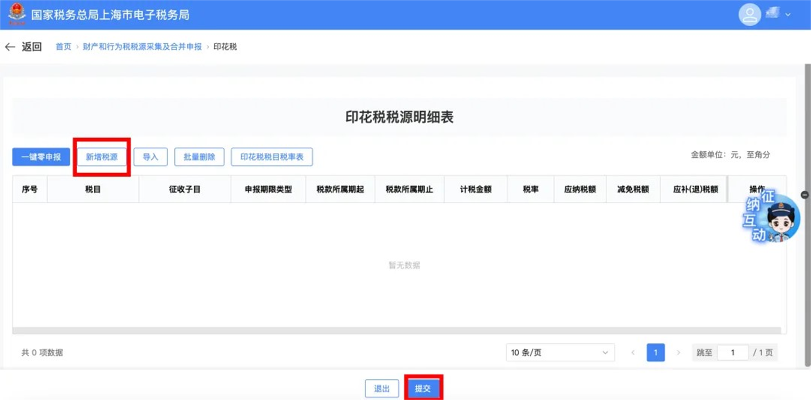 国家税务总局上海市电子税务局
返回 首页 › 财产和行为税税源采集及合并申报 › 印花税
印花税税源明细表
一键零申报 新增税源 导入 批量删除 印花税税目税率表 金额单位：元，至角分
序号 税目 征收子目 申报期限类型 税款所属期起 税款所属期止 计税金额 税率 应纳税额 减免税额 应补(退)税额 操作
征纳互动
暂无数据
共 0 项数据 10 条/页 ‹ 1 › 跳至 1 / 1 页
退出 提交